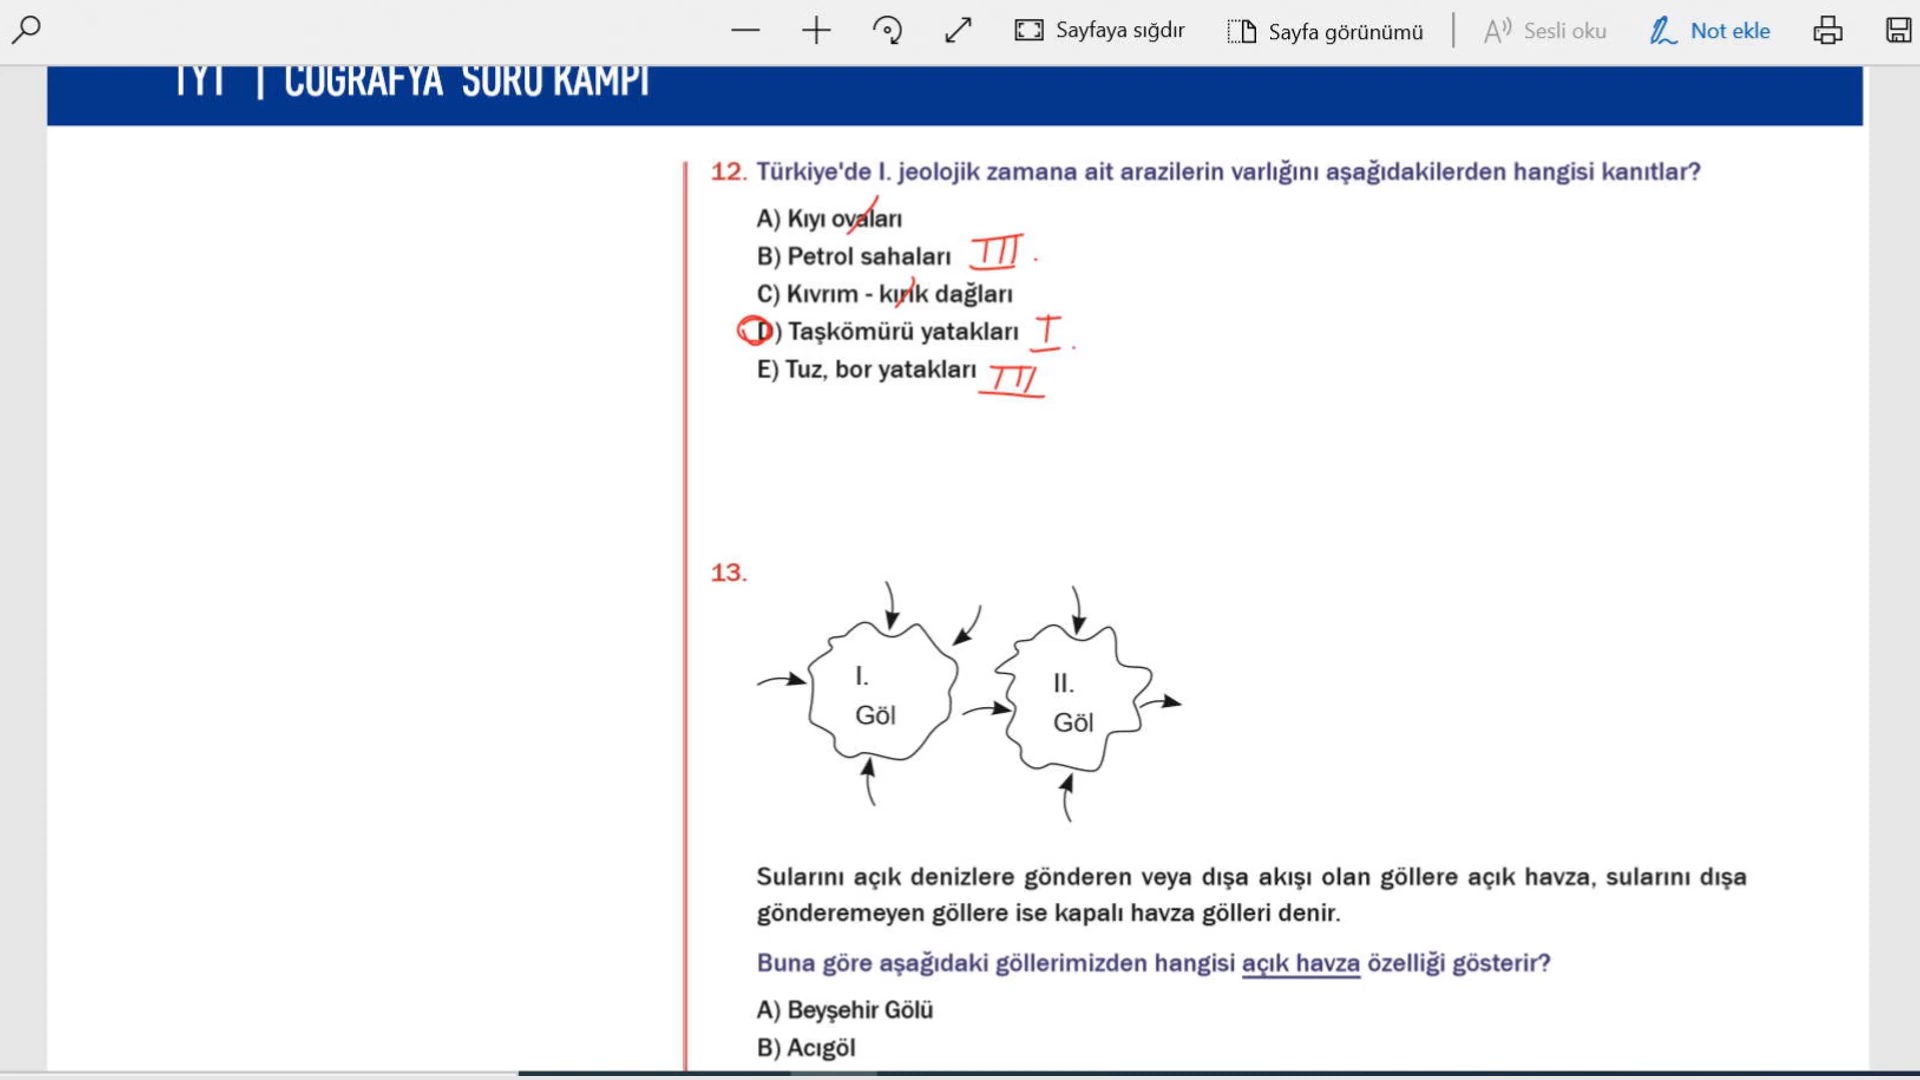 Sayfaya sığdır
Sayfa görünümü
Sesli oku
Not ekle
TYT | COĞRAFYA SORU KAMPI
12. Türkiye'de I. jeolojik zamana ait arazilerin varlığını aşağıdakilerden hangisi kanıtlar?
A) Kıyı ovaları
B) Petrol sahaları III.
C) Kıvrım - kırık dağları
D) Taşkömürü yatakları I.
E) Tuz, bor yatakları III
13.
I.
Göl
II.
Göl
Sularını açık denizlere gönderen veya dışa akışı olan göllere açık havza, sularını dışa
gönderemeyen göllere ise kapalı havza gölleri denir.
Buna göre aşağıdaki göllerimizden hangisi açık havza özelliği gösterir?
A) Beyşehir Gölü
B) Acıgöl